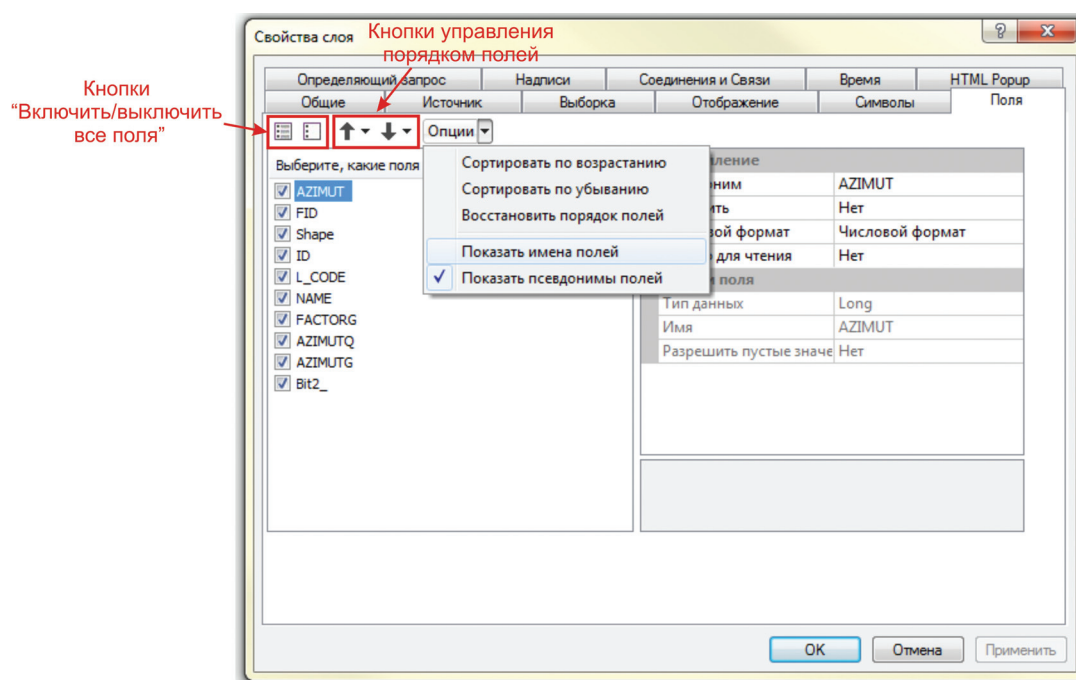 Свойства слоя
Кнопки управления
порядком полей
Кнопки
“Включить/выключить
все поля”
Определяющий запрос
Надписи
Соединения и Связи
Время
HTML Popup
Общие
Источник
Выборка
Отображение
Символы
Поля
Опции
Выберите, какие поля
AZIMUT
FID
Shape
ID
L_CODE
NAME
FACTORG
AZIMUTQ
AZIMUTG
Bit2_
Сортировать по возрастанию
Сортировать по убыванию
Восстановить порядок полей
Показать имена полей
Показать псевдонимы полей
AZIMUT
Нет
Числовой формат
для чтения Нет
поля
Тип данных Long
Имя AZIMUT
Разрешить пустые значе Нет
OK
Отмена
Применить